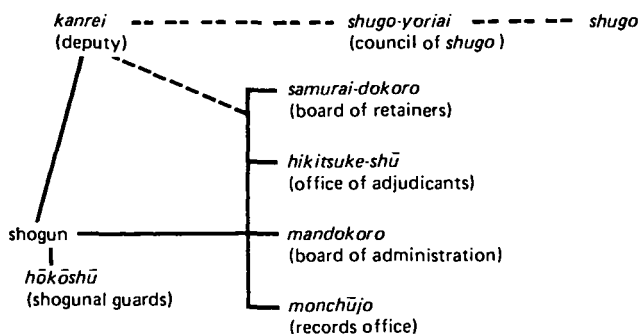 kanrei
(deputy)
shugo-yoriai
(council of shugo)
shugo
samurai-dokoro
(board of retainers)
hikitsuke-shū
(office of adjudicants)
shogun
mandokoro
(board of administration)
hōkōshū
(shogunal guards)
monchūjo
(records office)